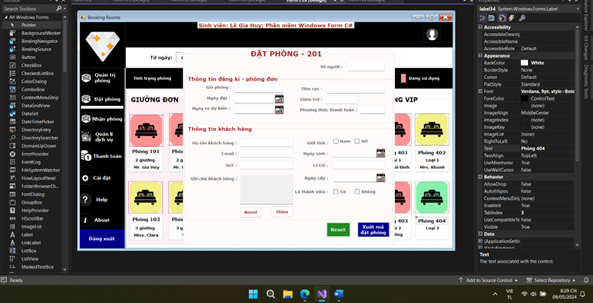 Search Toolbox
All Windows Forms
Pointer
BackgroundWorker
BindingNavigator
BindingSource
Button
CheckBox
CheckedListBox
ColorDialog
ComboBox
ContextMenuStrip
DataGridView
DataSet
DateTimePicker
DirectoryEntry
DirectorySearcher
DomainUpDown
ErrorProvider
EventLog
FileSystemWatcher
FlowLayoutPanel
FolderBrowserDi...
FontDialog
GroupBox
HelpProvider
HScrollBar
ImageList
Label
LinkLabel
ListBox
ListView
MaskedTextBox
Booking Rooms
Sinh viên: Lê Gia Huy; Phần mềm Windows Form C#
Quản trị phòng
Đặt phòng
Nhận phòng
Quản lí dịch vụ
Thanh toán
Cài đặt
Help
About
Đăng xuất
Từ ngày:
Tình trạng phòng
Đang sử dụng
GIƯỜNG ĐƠN
NG VIP
Phòng 101
2 giường
Mr. Gia Huy
Phòng 103
3 giường
Miss. Clara
Phòng 402
Loại 1
Mrs. Khanh
Phòng 404
Loại 2
ĐẶT PHÒNG - 201
Số người :
Thông tin đăng kí - phòng đơn
Giá phòng :
Tiền cọc :
Ngày đặt :
Giảm trừ :
Ngày ra dự kiến :
Phương thức thanh toán :
Thông tin khách hàng
Họ tên khách hàng :
Giới tính :
Nam
Nữ
Email :
Ngày sinh :
SĐT :
CCCD :
Ghi chú khách hàng :
Ngày cấp :
Là thành viên :
Có
Không
Reset
Thêm
Reset
Xuất mã đặt phòng
Properties
label34 System.Windows.Forms.Label
Accessibility
AccessibleDescrip
AccessibleName
AccessibleRole Default
Appearance
BackColor White
BorderStyle None
Cursor Default
FlatStyle Standard
Font Verdana, 9pt, style=Bold
ForeColor ControlText
Image (none)
ImageAlign MiddleCenter
ImageIndex (none)
ImageKey (none)
ImageList (none)
RightToLeft No
Text Phòng 404
TextAlign TopLeft
UseMnemonic True
UseWaitCursor False
Behavior
AllowDrop False
AutoEllipsis False
ContextMenuStrip (none)
Enabled True
TabIndex 3
UseCompatibleTe False
Visible True
Data
(ApplicationSettin
Text
The text associated with the control.
Add to Source Control
Select Repository
VIE
TL
8:29 CH
09/05/2024
Git Changes
Diagnostic Tools